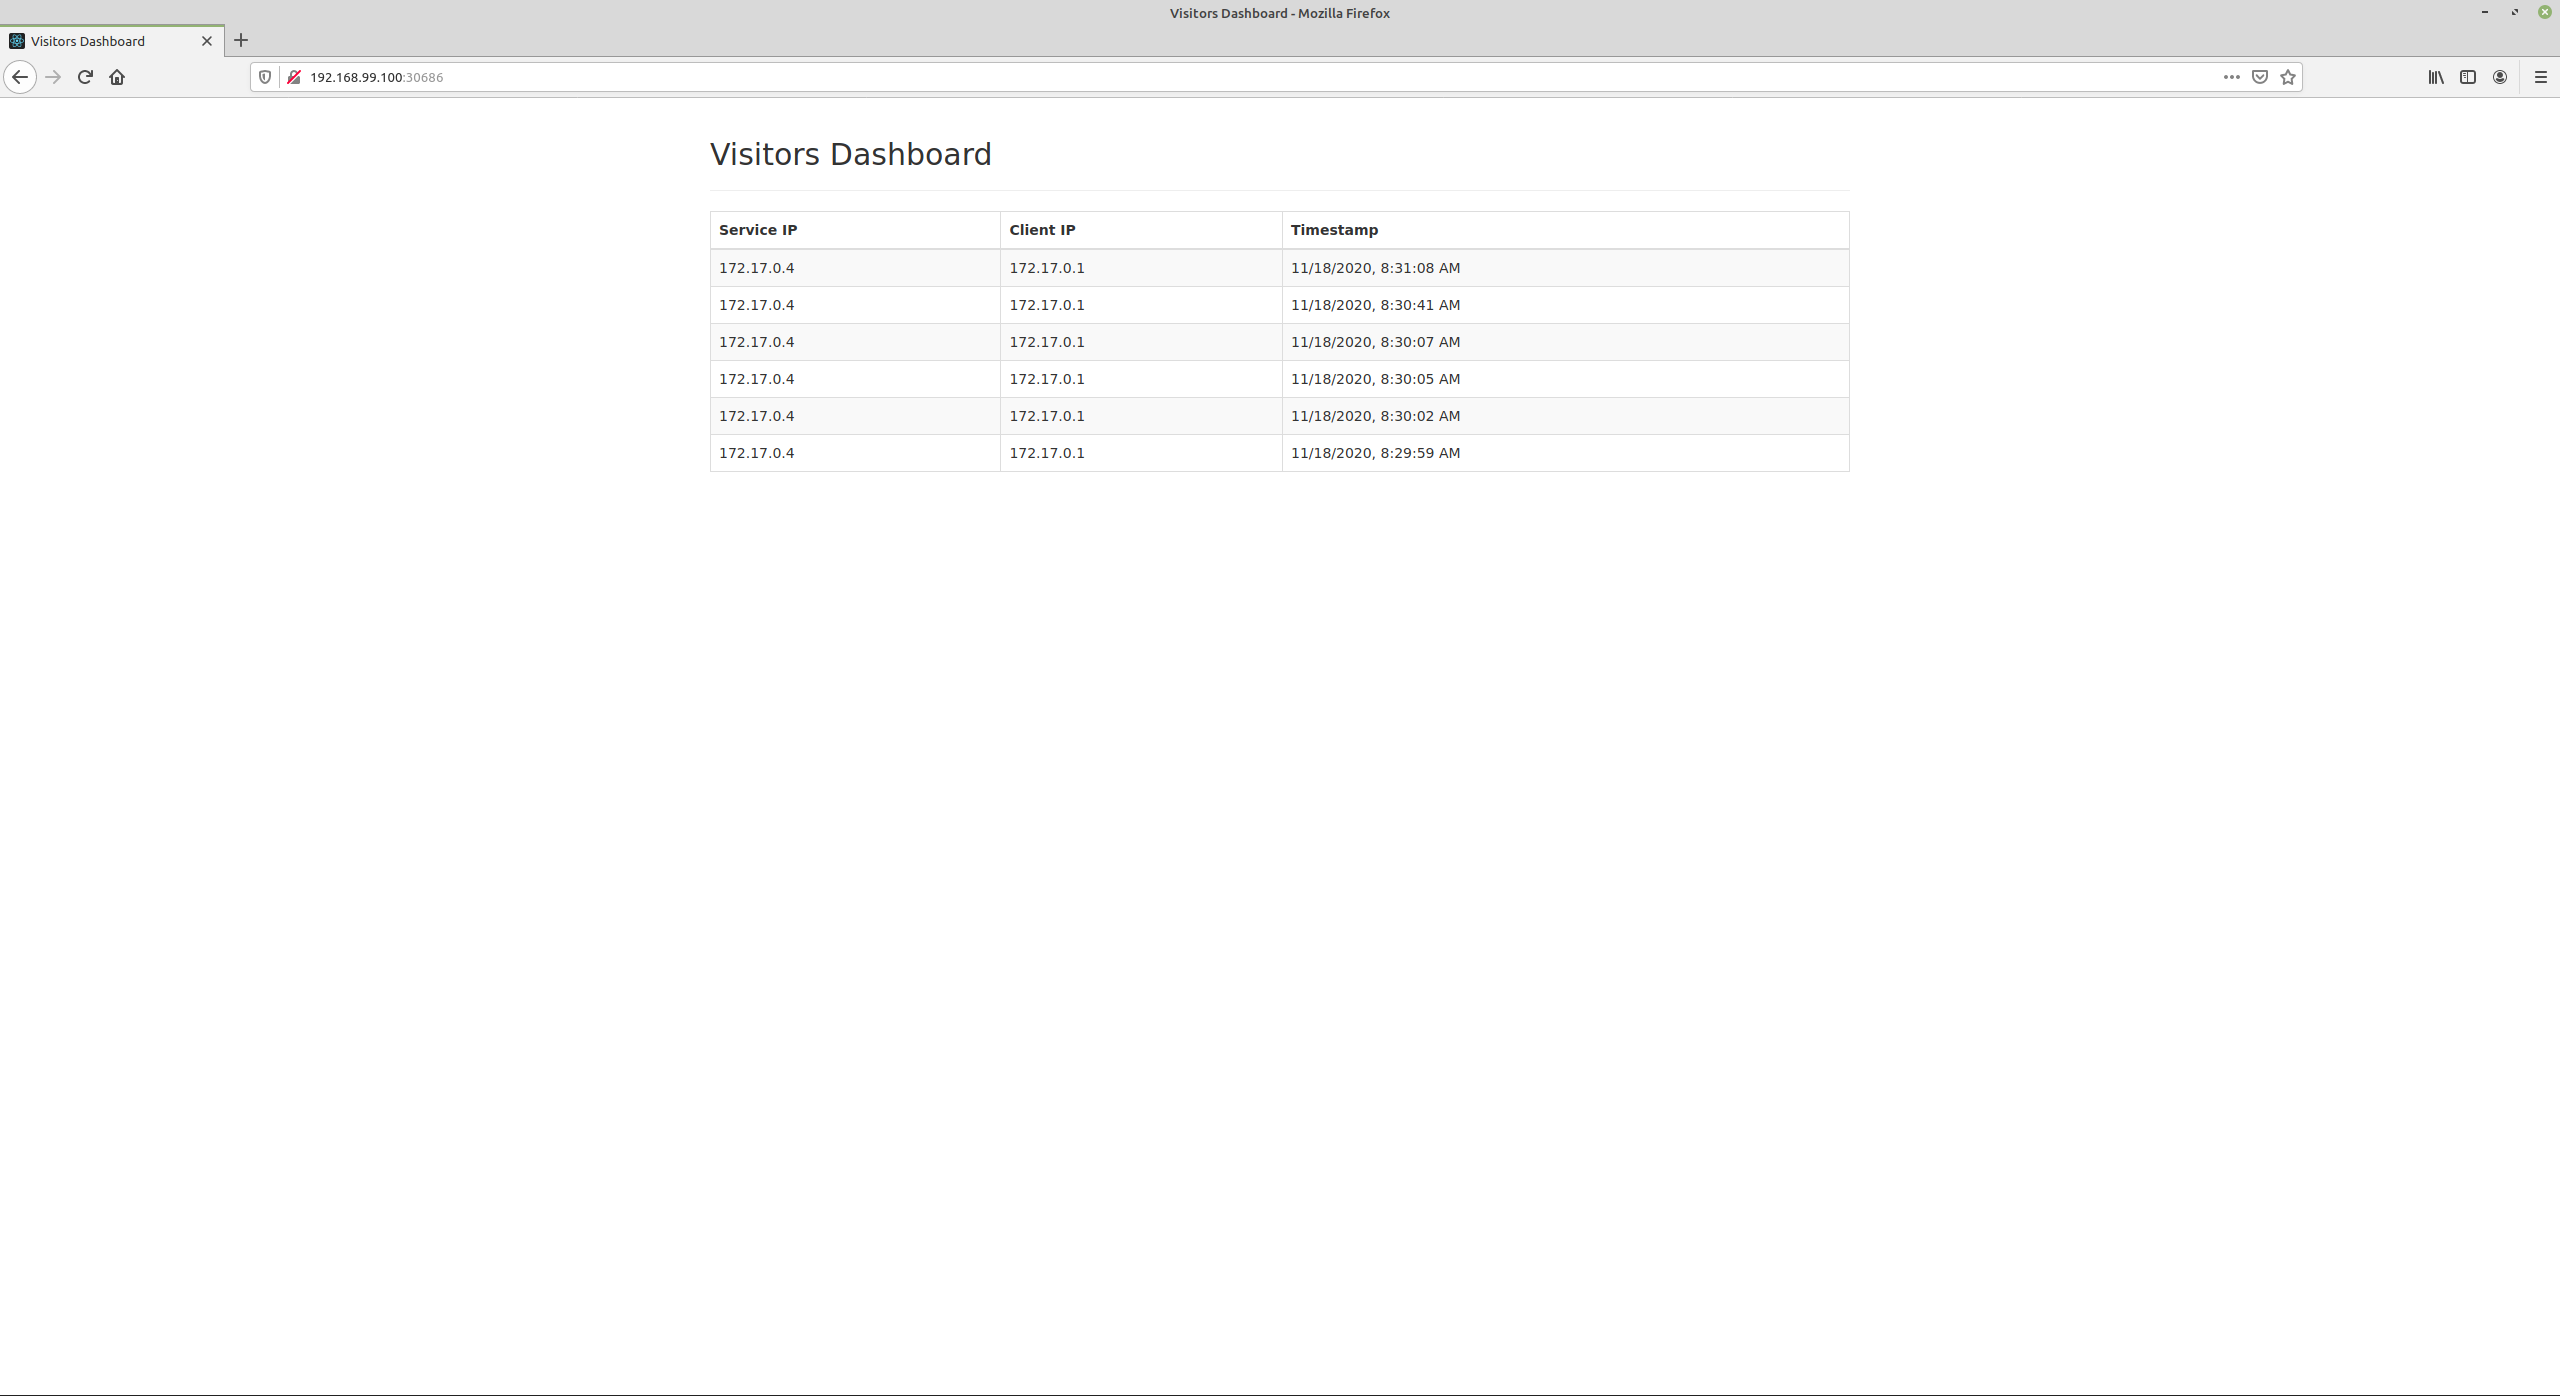 Visitors Dashboard - Mozilla Firefox
Visitors Dashboard
192.168.99.100:30686
Visitors Dashboard
Service IP Client IP Timestamp
172.17.0.4 172.17.0.1 11/18/2020, 8:31:08 AM
172.17.0.4 172.17.0.1 11/18/2020, 8:30:41 AM
172.17.0.4 172.17.0.1 11/18/2020, 8:30:07 AM
172.17.0.4 172.17.0.1 11/18/2020, 8:30:05 AM
172.17.0.4 172.17.0.1 11/18/2020, 8:30:02 AM
172.17.0.4 172.17.0.1 11/18/2020, 8:29:59 AM